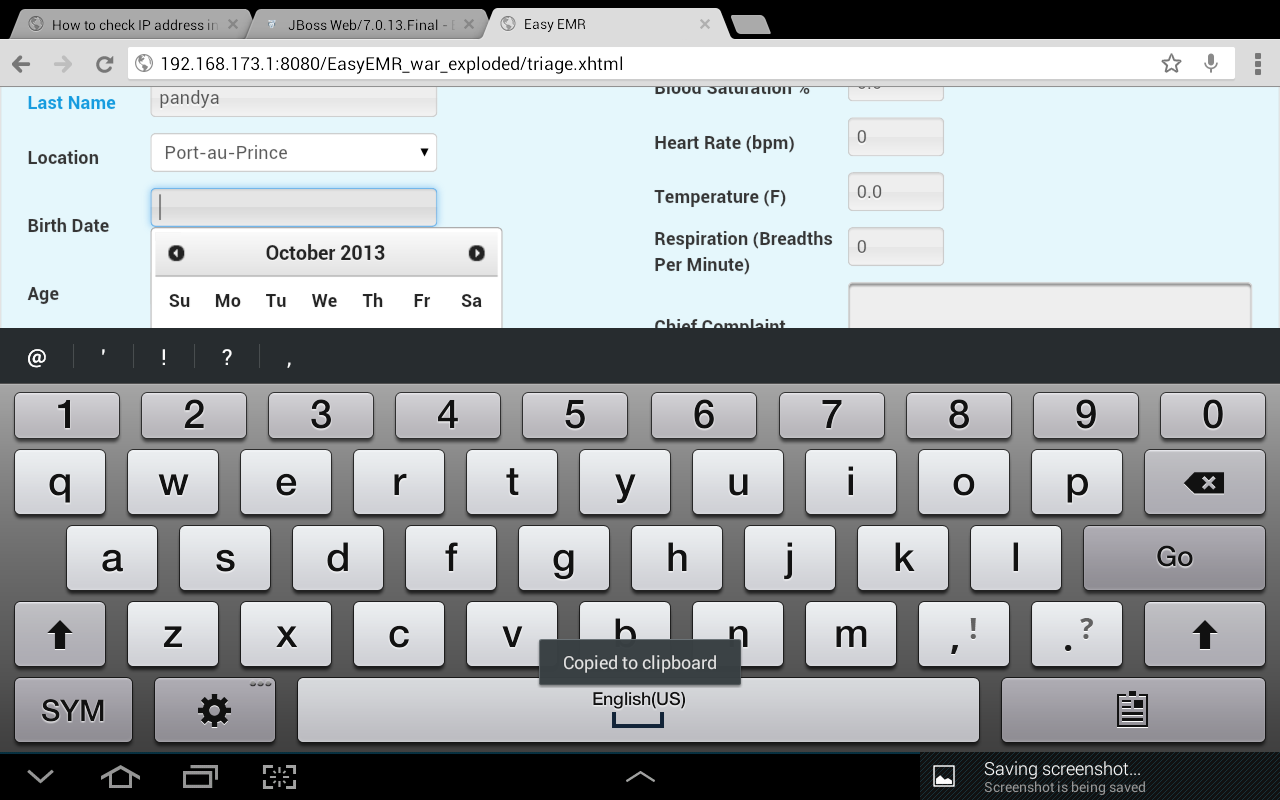 How to check IP address in
JBoss Web/7.0.13.Final -
Easy EMR
192.168.173.1:8080/EasyEMR_war_exploded/triage.xhtml
Last Name
pandya
Location
Port-au-Prince
Birth Date
October 2013
Su Mo Tu We Th Fr Sa
Age
Blood Saturation %
0.0
Heart Rate (bpm)
0
Temperature (F)
0.0
Respiration (Breadths
Per Minute)
0
Chief Complaint
@ ' ! ? ,
1 2 3 4 5 6 7 8 9 0
q w e r t y u i o p
a s d f g h j k l Go
z x c v b n m , ! . ?
Copied to clipboard
SYM
English(US)
Saving screenshot...
Screenshot is being saved